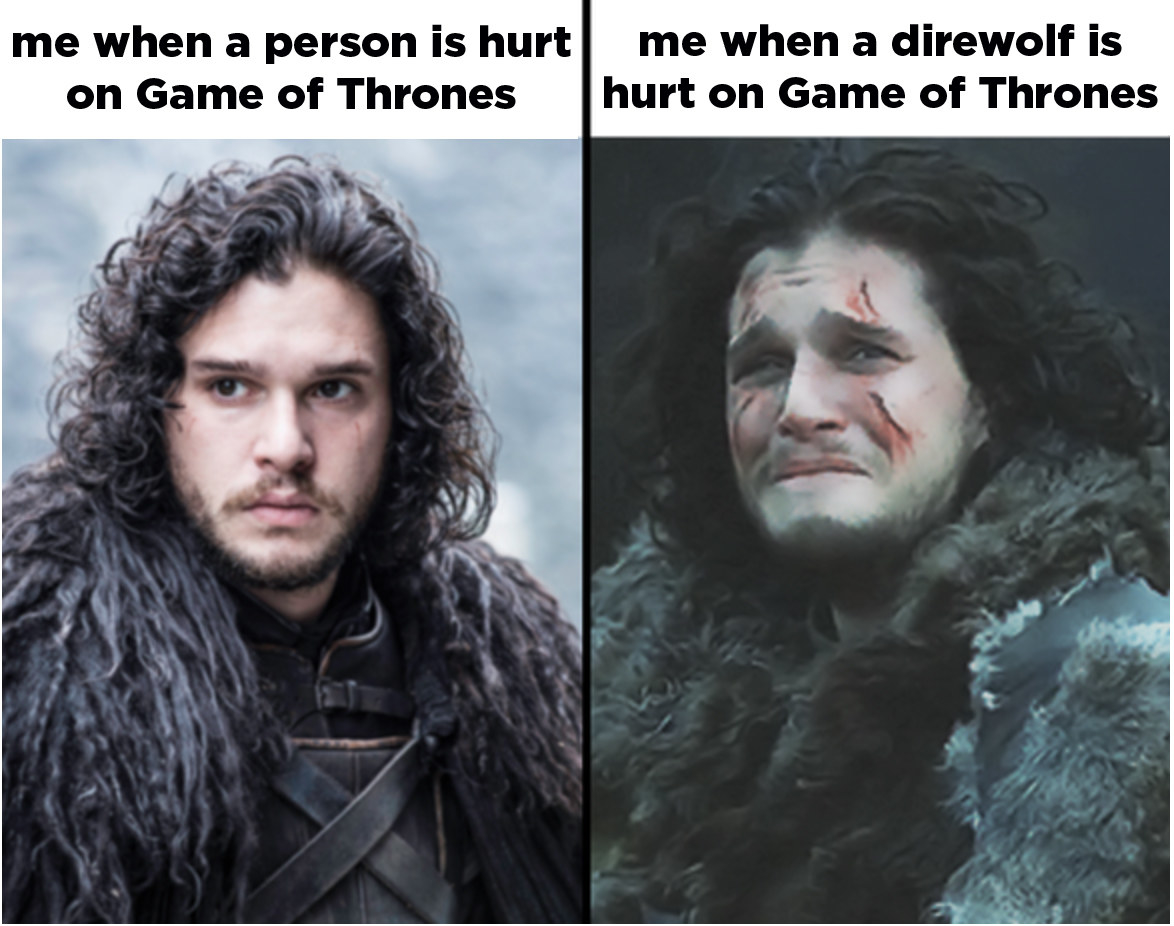 me when a person is hurt
on Game of Thrones
me when a direwolf is
hurt on Game of Thrones